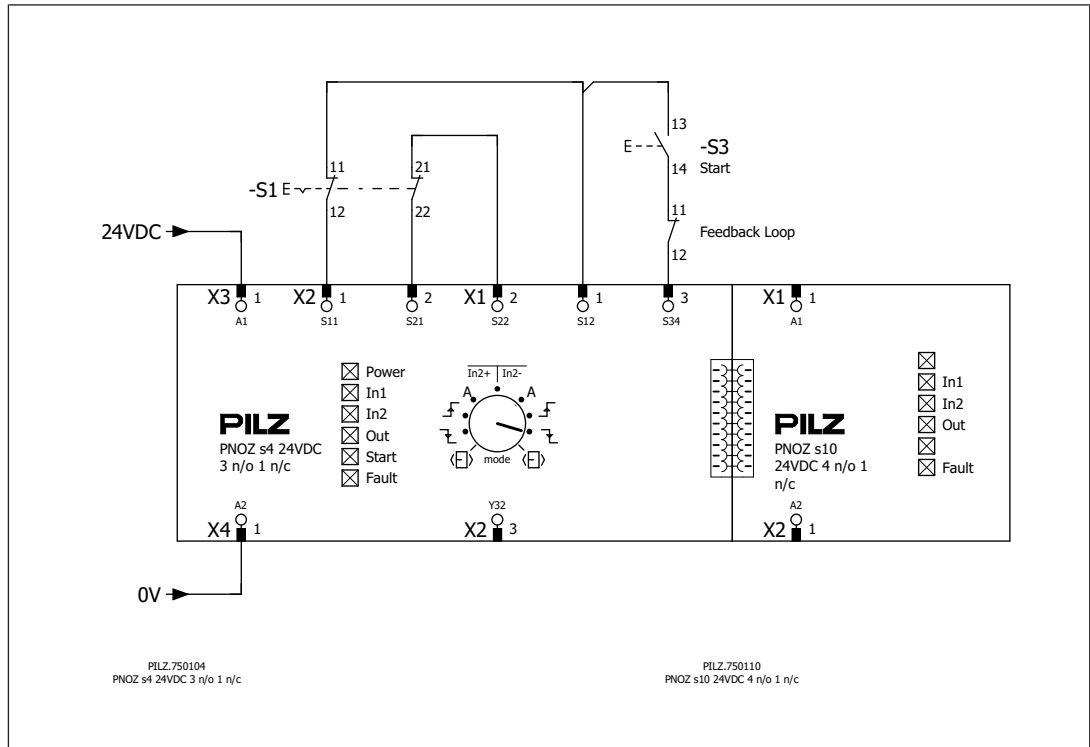 13
E
-S3
14
Start
11
21
-S1
E
12
22
11
Feedback Loop
12
24VDC
X3
1
X2
1
2
X1
2
1
3
X1
1
A1
S11
S21
S22
S12
S34
A1
In2+
In2-
A
A
mode
Power
In1
In2
Out
Start
Fault
PILZ
PNOZ s4 24VDC
3 n/o 1 n/c
In1
In2
Out
Fault
PILZ
PNOZ s10
24VDC 4 n/o 1
n/c
A2
X4
1
Y32
X2
3
A2
X2
1
0V
PILZ.750104
PNOZ s4 24VDC 3 n/o 1 n/c
PILZ.750110
PNOZ s10 24VDC 4 n/o 1 n/c